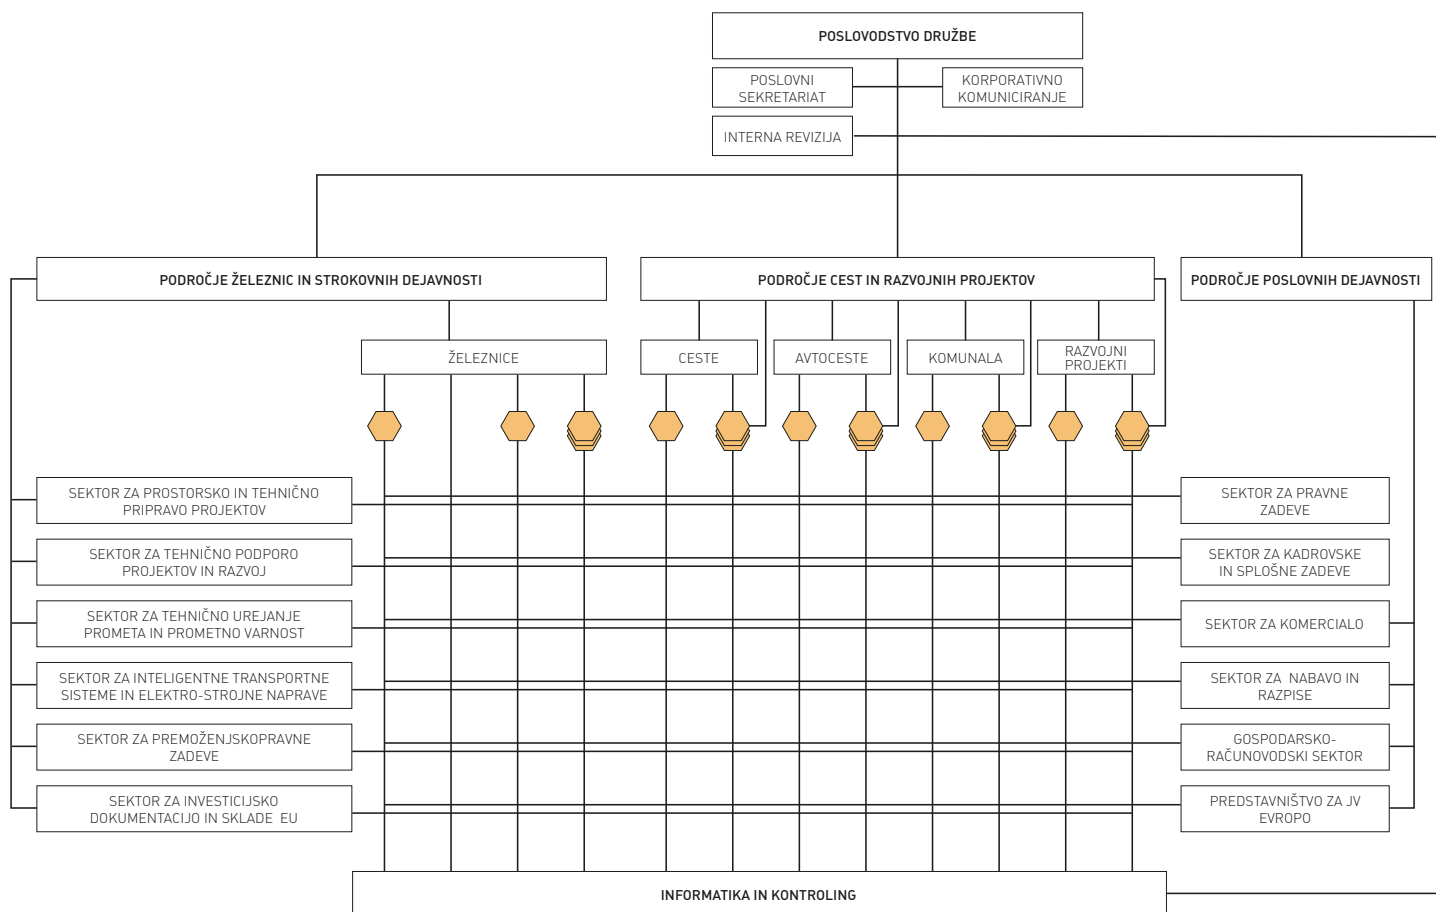 POSLOVODSTVO DRUŽBE
POSLOVNI
SEKRETARIAT
KORPORATIVNO
KOMUNICIRANJE
INTERNA REVIZIJA
PODROČJE ŽELEZNIC IN STROKOVNIH DEJAVNOSTI
PODROČJE CEST IN RAZVOJNIH PROJEKTOV
PODROČJE POSLOVNIH DEJAVNOSTI
ŽELEZNICE
CESTE
AVTOCESTE
KOMUNALA
RAZVOJNI
PROJEKTI
SEKTOR ZA PROSTORSKO IN TEHNIČNO
PRIPRAVO PROJEKTOV
SEKTOR ZA TEHNIČNO PODPORO
PROJEKTOV IN RAZVOJ
SEKTOR ZA TEHNIČNO UREJANJE
PROMETA IN PROMETNO VARNOST
SEKTOR ZA INTELIGENTNE TRANSPORTNE
SISTEME IN ELEKTRO-STROJNE NAPRAVE
SEKTOR ZA PREMOŽENJSKOPRAVNE
ZADEVE
SEKTOR ZA INVESTICIJSKO
DOKUMENTACIJO IN SKLADE EU
SEKTOR ZA PRAVNE
ZADEVE
SEKTOR ZA KADROVSKE
IN SPLOŠNE ZADEVE
SEKTOR ZA KOMERCIALO
SEKTOR ZA NABAVO IN
RAZPISE
GOSPODARSKO-
RAČUNOVODSKI SEKTOR
PREDSTAVNIŠTVO ZA JV
EVROPO
INFORMATIKA IN KONTROLING